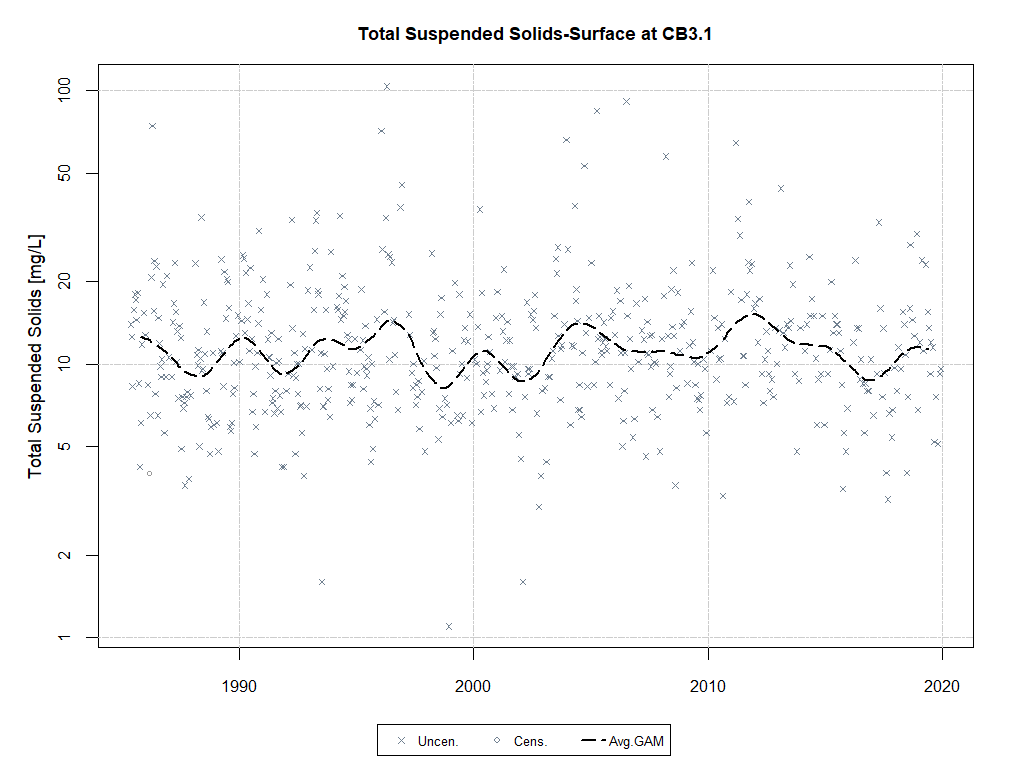 Total Suspended Solids-Surface at CB3.1
Total Suspended Solids [mg/L]
100
50
20
10
5
2
1
1990
2000
2010
2020
Uncen.
Cens.
Avg.GAM